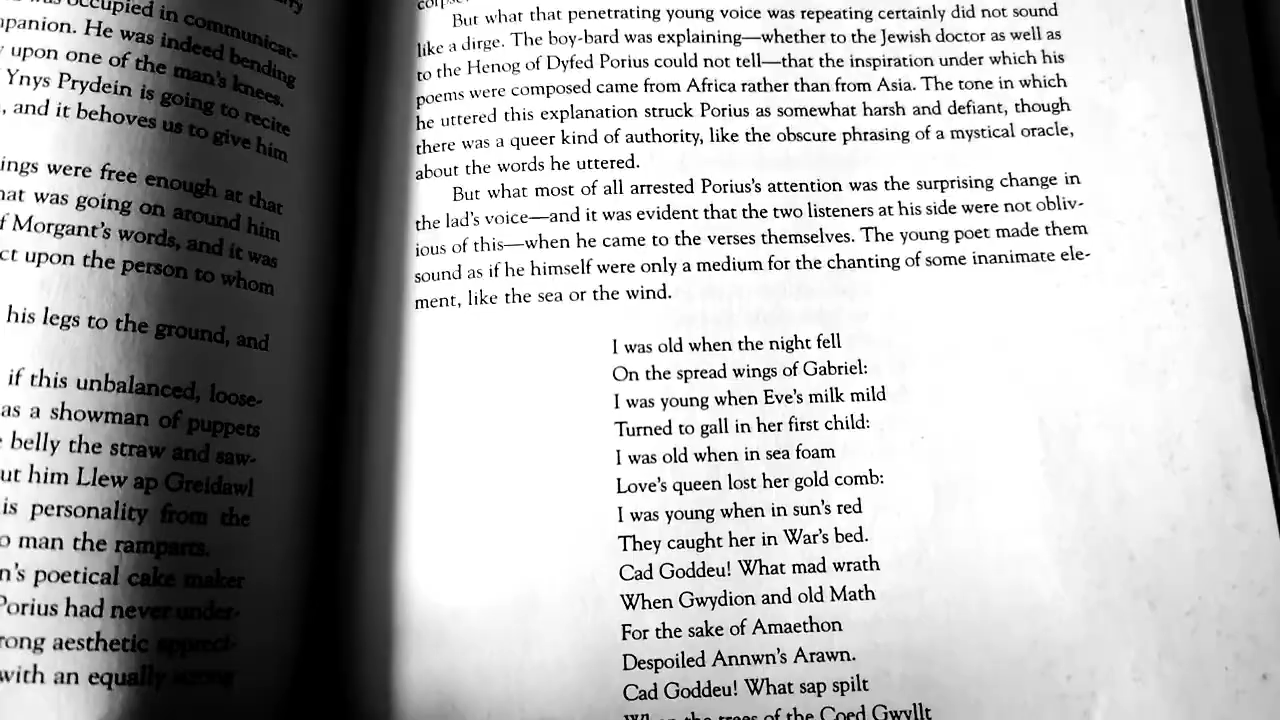 occupied in communicat-
panion. He was indeed bending
upon one of the man's knees.
Ynys Prydein is going to recite
, and it behoves us to give him
ings were free enough at that
hat was going on around him
f Morgant's words, and it was
ct upon the person to whom
his legs to the ground, and
if this unbalanced, loose-
as a showman of puppets
belly the straw and saw-
ut him Llew ap Greidawl
is personality from the
o man the ramparts.
n's poetical cake maker
Porius had never under-
rong aesthetic appreci-
with an equally strong
But what that penetrating young voice was repeating certainly did not sound
like a dirge. The boy-bard was explaining—whether to the Jewish doctor as well as
to the Henog of Dyfed Porius could not tell—that the inspiration under which his
poems were composed came from Africa rather than from Asia. The tone in which
he uttered this explanation struck Porius as somewhat harsh and defiant, though
there was a queer kind of authority, like the obscure phrasing of a mystical oracle,
about the words he uttered.
But what most of all arrested Porius's attention was the surprising change in
the lad's voice—and it was evident that the two listeners at his side were not obliv-
ious of this—when he came to the verses themselves. The young poet made them
sound as if he himself were only a medium for the chanting of some inanimate ele-
ment, like the sea or the wind.
I was old when the night fell
On the spread wings of Gabriel:
I was young when Eve's milk mild
Turned to gall in her first child:
I was old when in sea foam
Love's queen lost her gold comb:
I was young when in sun's red
They caught her in War's bed.
Cad Goddeu! What mad wrath
When Gwydion and old Math
For the sake of Amaethon
Despoiled Annwn's Arawn.
Cad Goddeu! What sap spilt
When the trees of the Coed Gwyllt